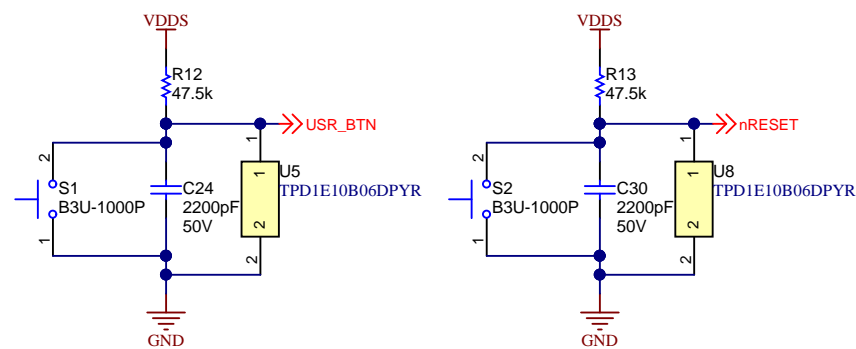 VDDS
R12
47.5k
USR_BTN
1
2
S1
B3U-1000P
1
C24
2200pF
50V
U5
TPD1E10B06DPYR
1
2
2
GND
VDDS
R13
47.5k
nRESET
1
2
S2
B3U-1000P
1
C30
2200pF
50V
U8
TPD1E10B06DPYR
1
2
2
GND